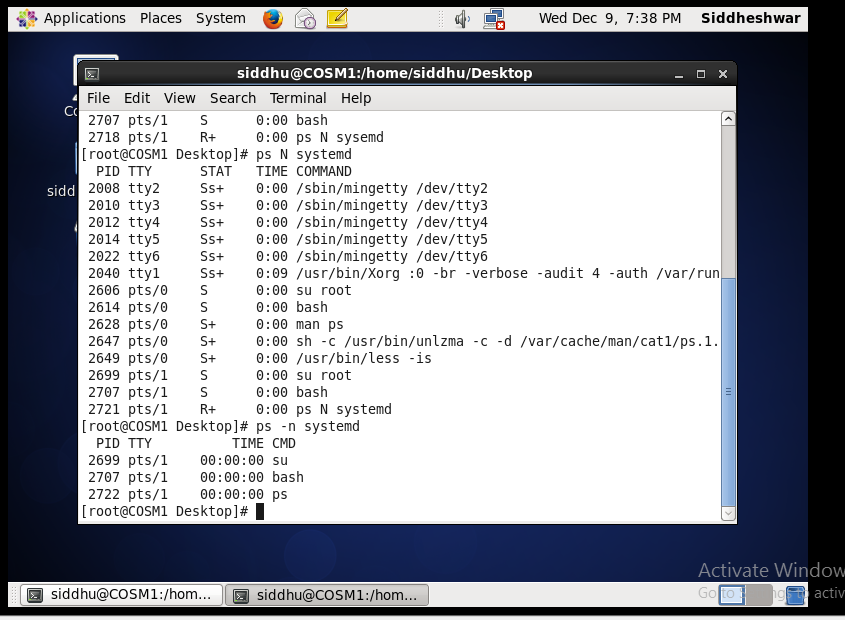 Applications Places System Wed Dec 9, 7:38 PM Siddheshwar
siddhu@COSM1:/home/siddhu/Desktop
File Edit View Search Terminal Help
2707 pts/1 S 0:00 bash
2718 pts/1 R+ 0:00 ps N sysemd
[root@COSM1 Desktop]# ps N systemd
PID TTY STAT TIME COMMAND
2008 tty2 Ss+ 0:00 /sbin/mingetty /dev/tty2
2010 tty3 Ss+ 0:00 /sbin/mingetty /dev/tty3
2012 tty4 Ss+ 0:00 /sbin/mingetty /dev/tty4
2014 tty5 Ss+ 0:00 /sbin/mingetty /dev/tty5
2022 tty6 Ss+ 0:00 /sbin/mingetty /dev/tty6
2040 tty1 Ss+ 0:09 /usr/bin/Xorg :0 -br -verbose -audit 4 -auth /var/run
2606 pts/0 S 0:00 su root
2614 pts/0 S 0:00 bash
2628 pts/0 S+ 0:00 man ps
2647 pts/0 S+ 0:00 sh -c /usr/bin/unlzma -c -d /var/cache/man/cat1/ps.1.
2649 pts/0 S+ 0:00 /usr/bin/less -is
2699 pts/1 S 0:00 su root
2707 pts/1 S 0:00 bash
2721 pts/1 R+ 0:00 ps N systemd
[root@COSM1 Desktop]# ps -n systemd
PID TTY TIME CMD
2699 pts/1 00:00:00 su
2707 pts/1 00:00:00 bash
2722 pts/1 00:00:00 ps
[root@COSM1 Desktop]#
Co
sidd
Activate Window
Go to activ
siddhu@COSM1:/hom... siddhu@COSM1:/hom...